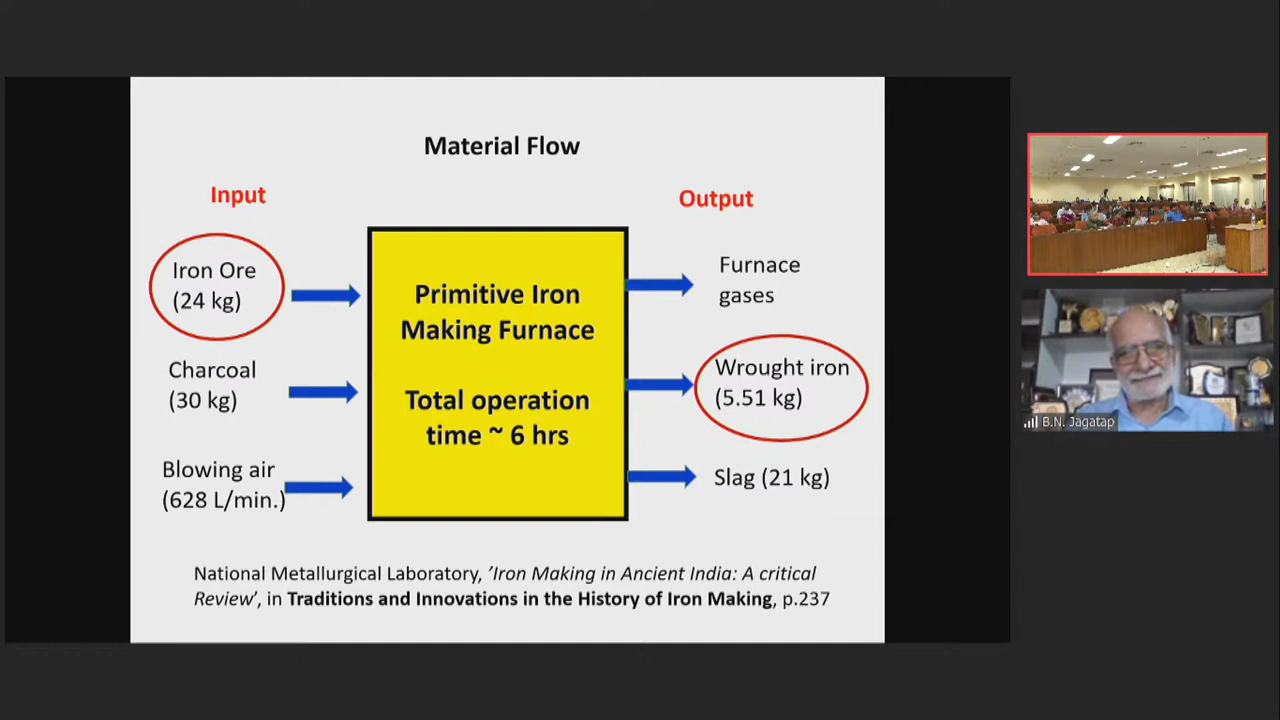 Material Flow
Input
Output
Iron Ore
(24 kg)
Charcoal
(30 kg)
Blowing air
(628 L/min.)
Primitive Iron
Making Furnace
Total operation
time ~ 6 hrs
Furnace
gases
Wrought iron
(5.51 kg)
Slag (21 kg)
National Metallurgical Laboratory, ’Iron Making in Ancient India: A critical
Review’, in Traditions and Innovations in the History of Iron Making, p.237
B.N. Jagatap